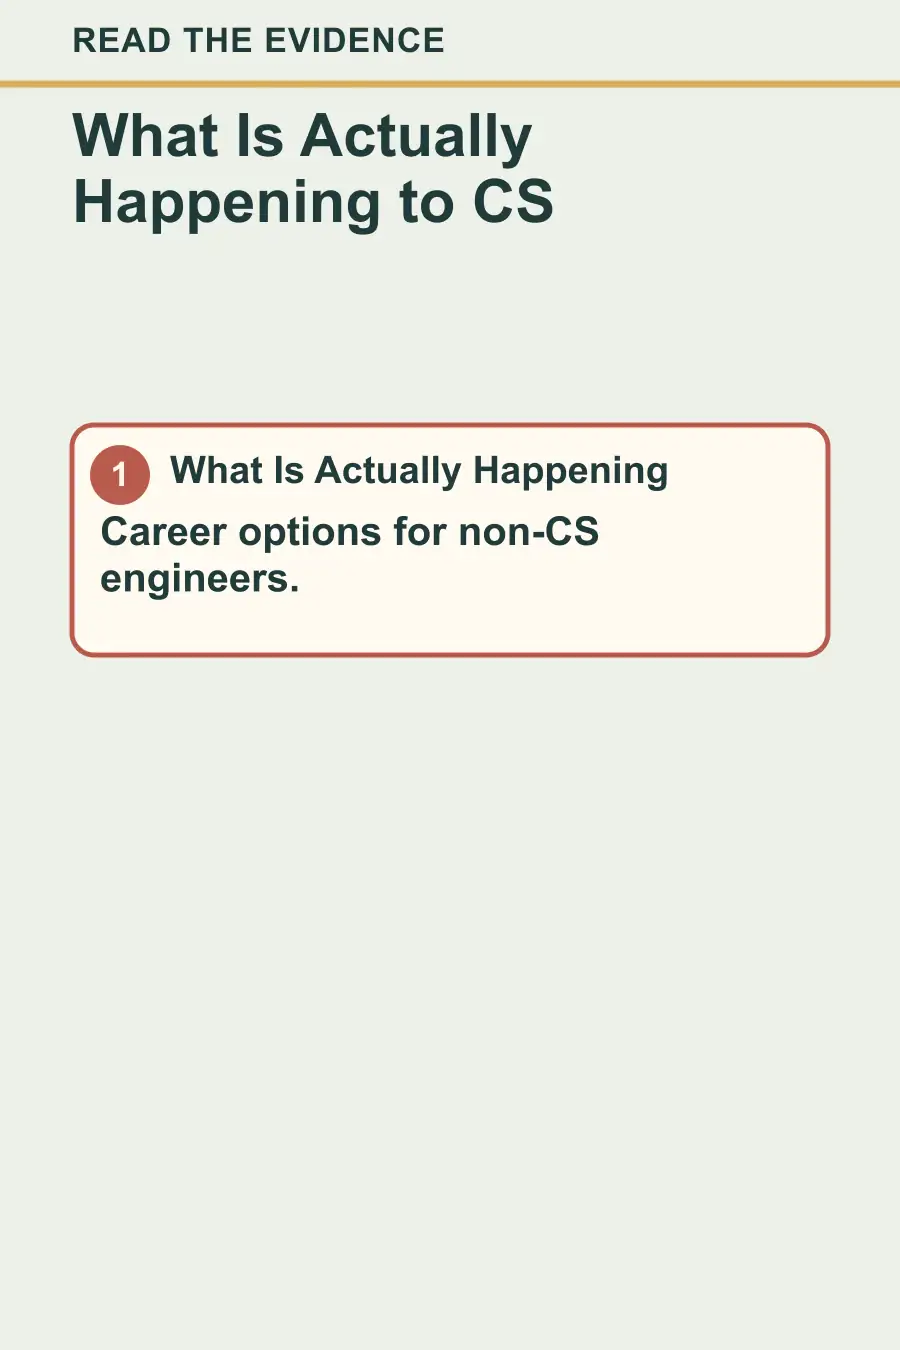 READ THE EVIDENCE
What Is Actually
Happening to CS
1 What Is Actually Happening
Career options for non-CS
engineers.